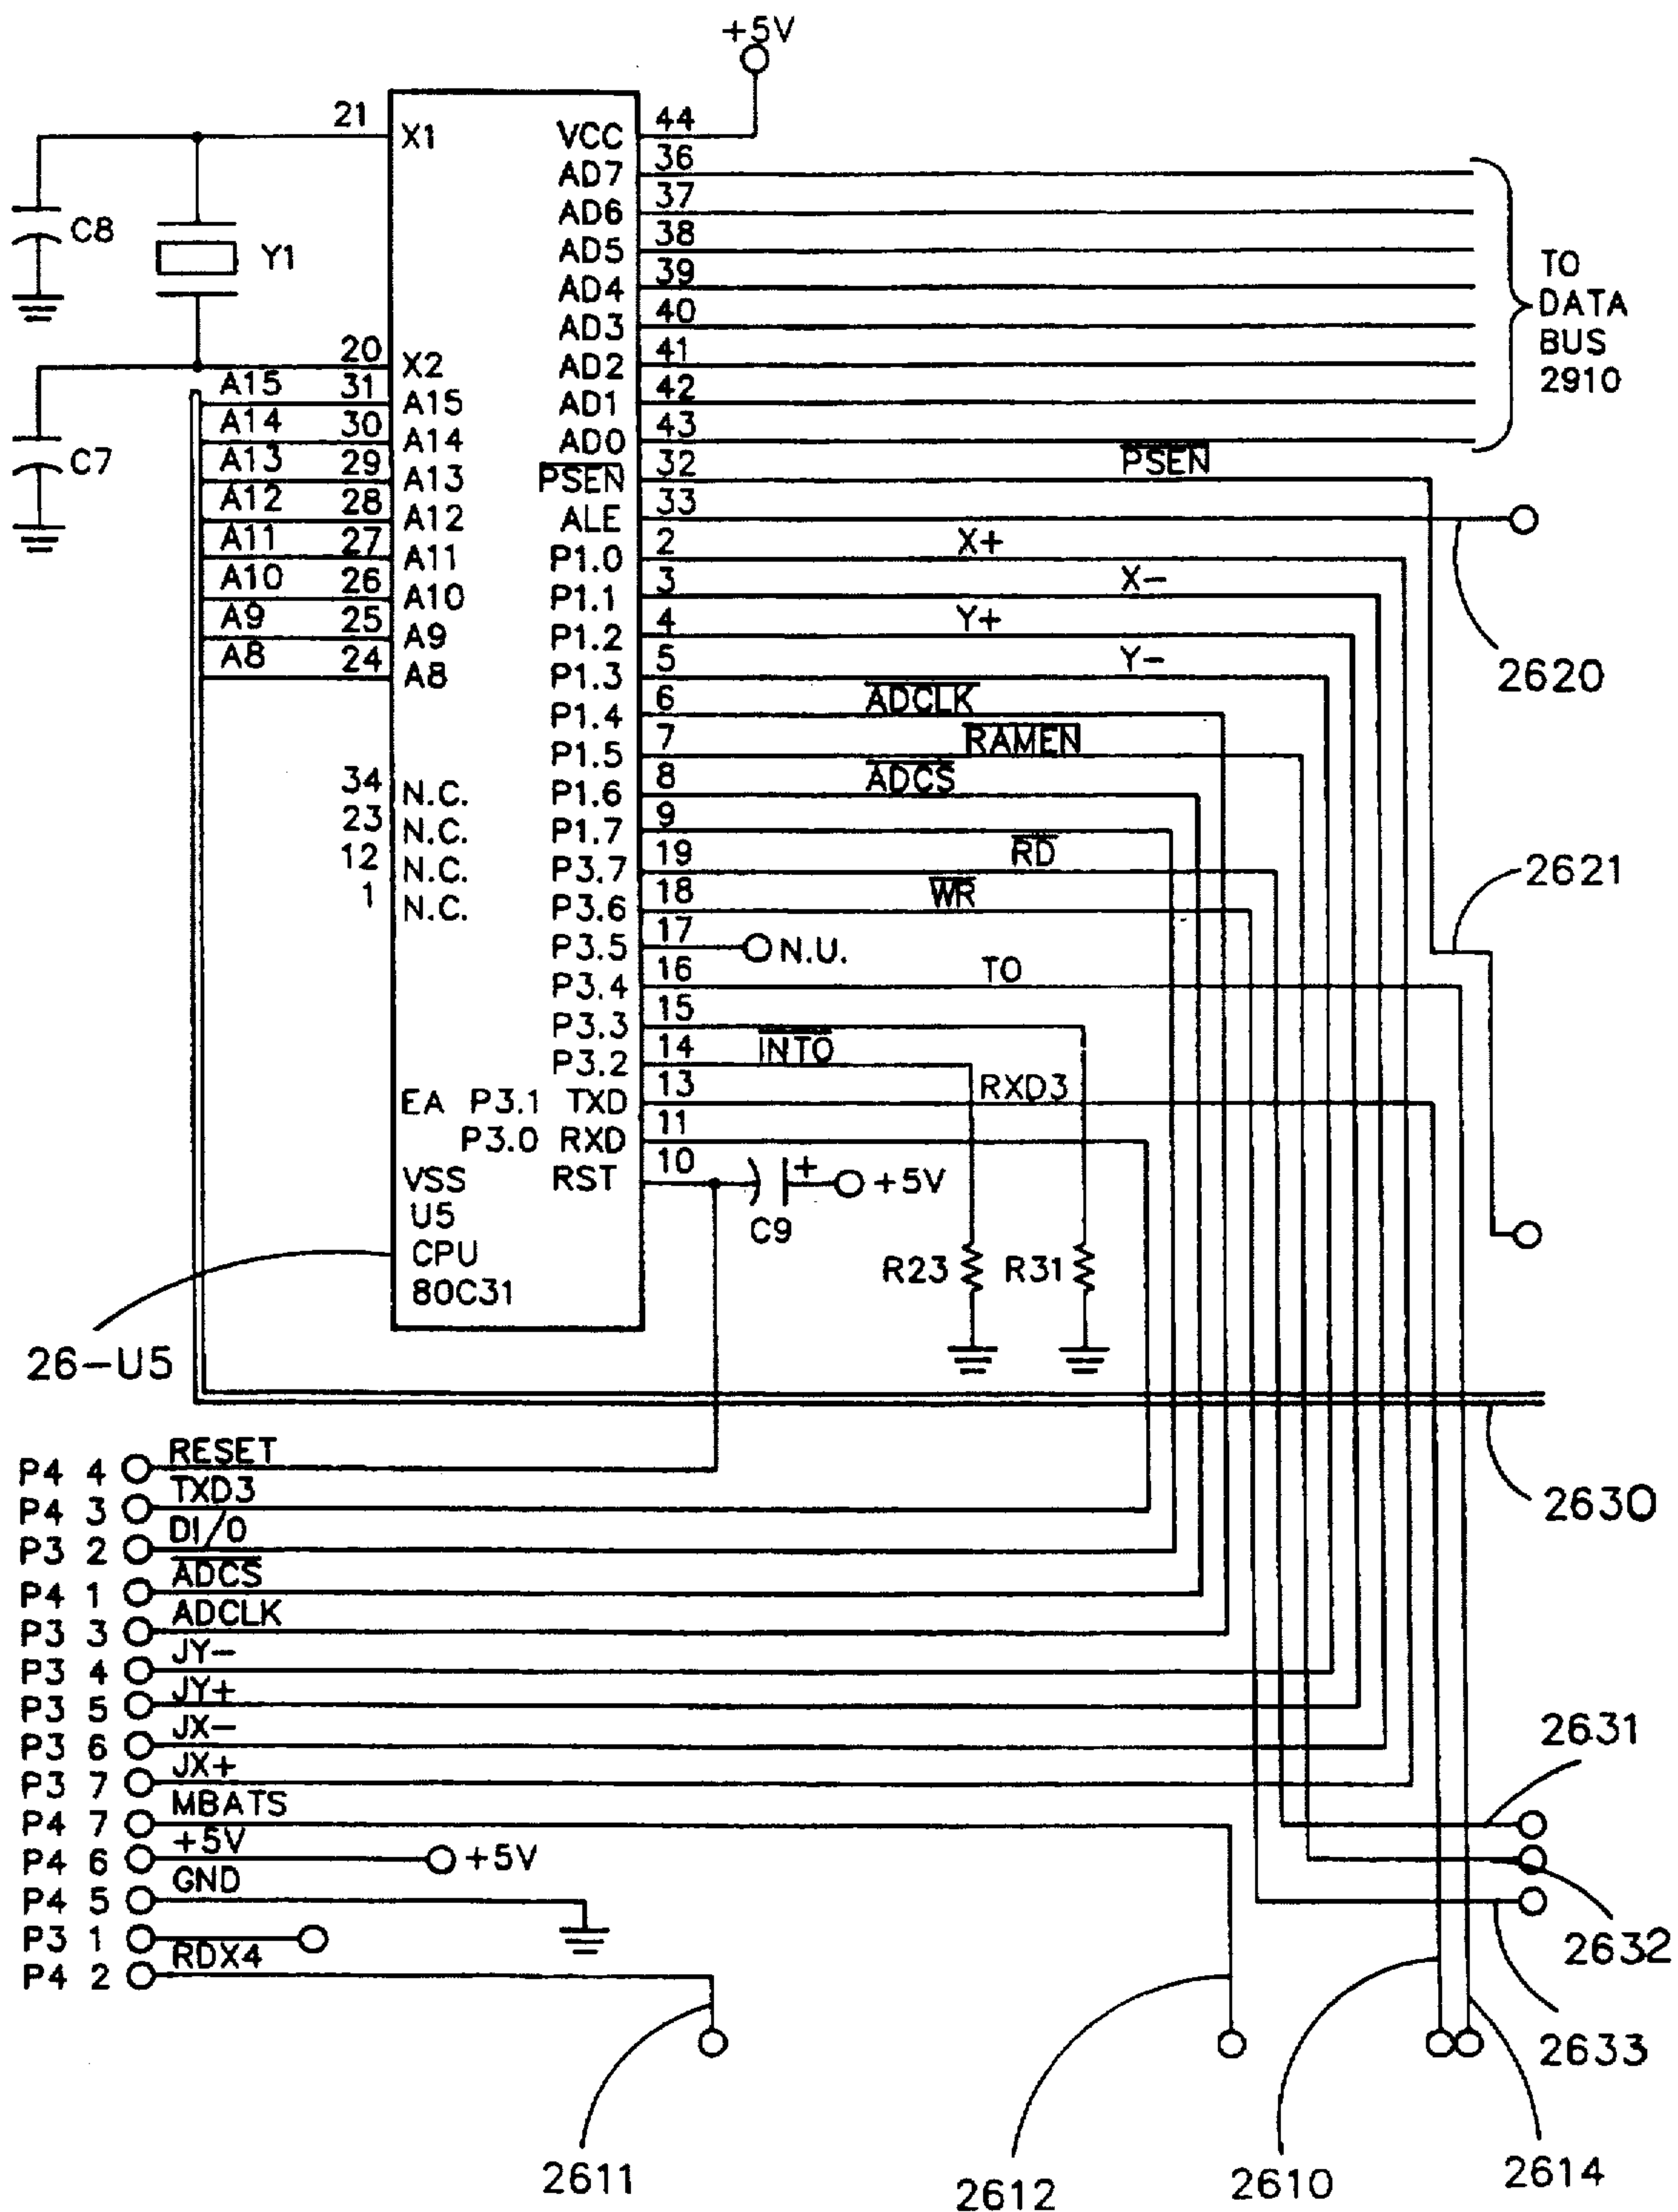 +5V
21 X1 VCC 44
AD7 36
C8 Y1 AD6 37
AD5 38
AD4 39
AD3 40
TO
DATA
BUS
2910
20 X2 AD2 41
A15 31 A15 AD1 42
A14 30 A14 AD0 43
C7
A13 29 A13 PSEN 32 PSEN
A12 28 A12 ALE 33
A11 27 A11 P1.0 2 X+
A10 26 A10 P1.1 3 X-
A9 25 A9 P1.2 4 Y+
A8 24 A8 P1.3 5 Y-
2620
P1.4 6 ADCLK
P1.5 7 RAMEN
34 N.C. P1.6 8 ADCS
23 N.C. P1.7 9
12 N.C. P3.7 19 RD
2621
1 N.C. P3.6 18 WR
P3.5 17 N.U.
P3.4 16 TO
P3.3 15
P3.2 14 INTO
EA P3.1 TXD 13 RXD3
P3.0 RXD 11
VSS RST 10 + +5V
C9
U5
CPU
80C31
R23 R31
26-U5
P4 4 RESET
P4 3 TXD3
2630
P3 2 DI/O
P4 1 ADCS
P3 3 ADCLK
P3 4 JY-
P3 5 JY+
P3 6 JX-
2631
P3 7 JX+
P4 7 MBATS
P4 6 +5V +5V
P4 5 GND
P3 1
2632
P4 2 RDX4
2633
2611 2612 2610 2614